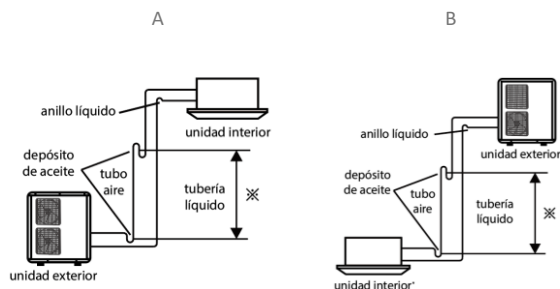 A
anillo líquido
unidad interior
depósito
de aceite
tubo
aire
tubería
líquido
※
unidad exterior
B
anillo líquido
unidad exterior
depósito
de aceite
tubo
aire
tubería
líquido
※
unidad interior'